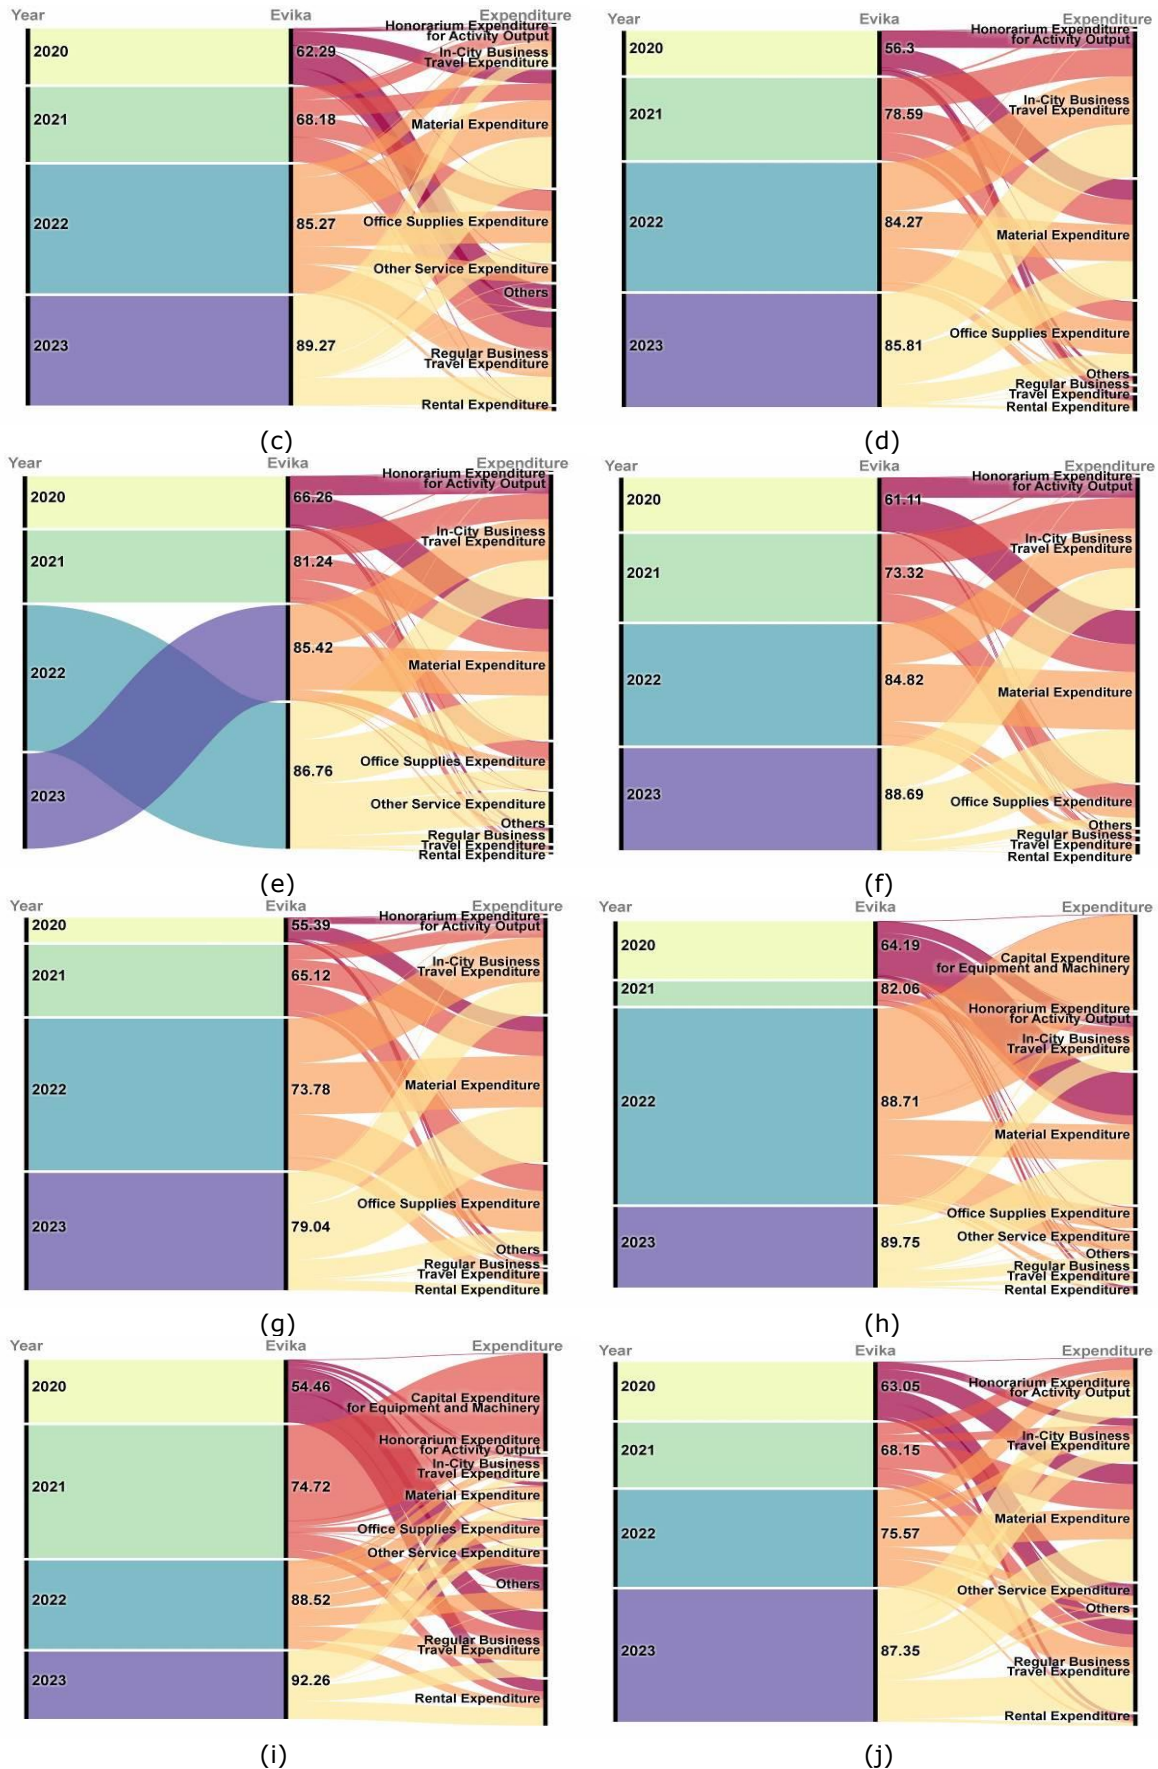 Year Evika Expenditure
2020
2021
2022
2023
62.29
68.18
85.27
89.27
Honorarium Expenditure
for Activity Output
In-City Business
Travel Expenditure
Material Expenditure
Office Supplies Expenditure
Other Service Expenditure
Others
Regular Business
Travel Expenditure
Rental Expenditure
(c)
Year Evika Expenditure
2020
2021
2022
2023
56.3
78.59
84.27
85.81
Honorarium Expenditure
for Activity Output
In-City Business
Travel Expenditure
Material Expenditure
Office Supplies Expenditure
Others
Regular Business
Travel Expenditure
Rental Expenditure
(d)
Year Evika Expenditure
2020
2021
2022
2023
66.26
81.24
85.42
86.76
Honorarium Expenditure
for Activity Output
In-City Business
Travel Expenditure
Material Expenditure
Office Supplies Expenditure
Other Service Expenditure
Others
Regular Business
Travel Expenditure
Rental Expenditure
(e)
Year Evika Expenditure
2020
2021
2022
2023
61.11
73.32
84.82
88.69
Honorarium Expenditure
for Activity Output
In-City Business
Travel Expenditure
Material Expenditure
Office Supplies Expenditure
Others
Regular Business
Travel Expenditure
Rental Expenditure
(f)
Year Evika Expenditure
2020
2021
2022
2023
55.39
65.12
73.78
79.04
Honorarium Expenditure
for Activity Output
In-City Business
Travel Expenditure
Material Expenditure
Office Supplies Expenditure
Others
Regular Business
Travel Expenditure
Rental Expenditure
(g)
Year Evika Expenditure
2020
2021
2022
2023
64.19
82.06
88.71
89.75
Capital Expenditure
for Equipment and Machinery
Honorarium Expenditure
for Activity Output
In-City Business
Travel Expenditure
Material Expenditure
Office Supplies Expenditure
Other Service Expenditure
Others
Regular Business
Travel Expenditure
Rental Expenditure
(h)
Year Evika Expenditure
2020
2021
2022
2023
54.46
74.72
88.52
92.26
Capital Expenditure
for Equipment and Machinery
Honorarium Expenditure
for Activity Output
In-City Business
Travel Expenditure
Material Expenditure
Office Supplies Expenditure
Other Service Expenditure
Others
Regular Business
Travel Expenditure
Rental Expenditure
(i)
Year Evika Expenditure
2020
2021
2022
2023
63.05
68.15
75.57
87.35
Honorarium Expenditure
for Activity Output
In-City Business
Travel Expenditure
Material Expenditure
Other Service Expenditure
Others
Regular Business
Travel Expenditure
Rental Expenditure
(j)